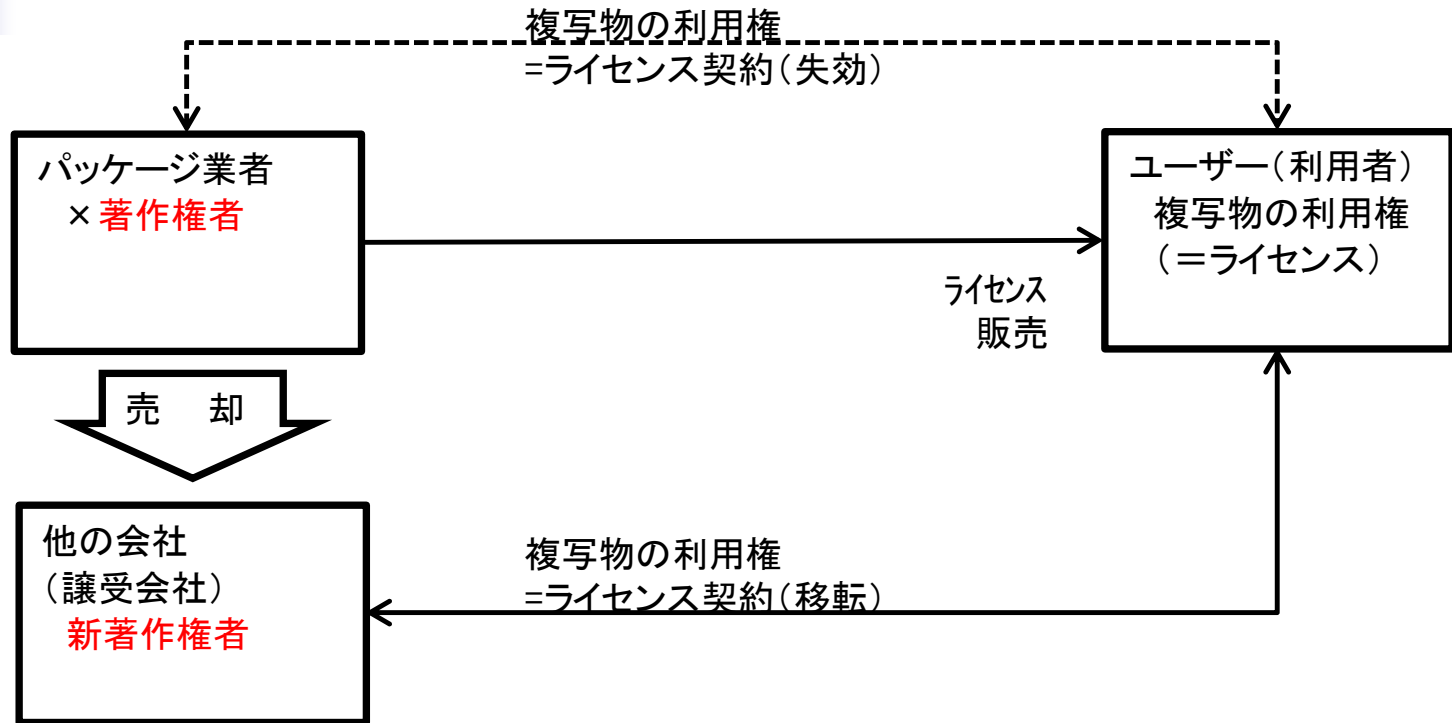 複写物の利用権
=ライセンス契約（失効）
パッケージ業者
×著作権者
ユーザー（利用者）
複写物の利用権
（＝ライセンス）
ライセンス
販売
売　却
他の会社
（譲受会社）
新著作権者
複写物の利用権
=ライセンス契約（移転）